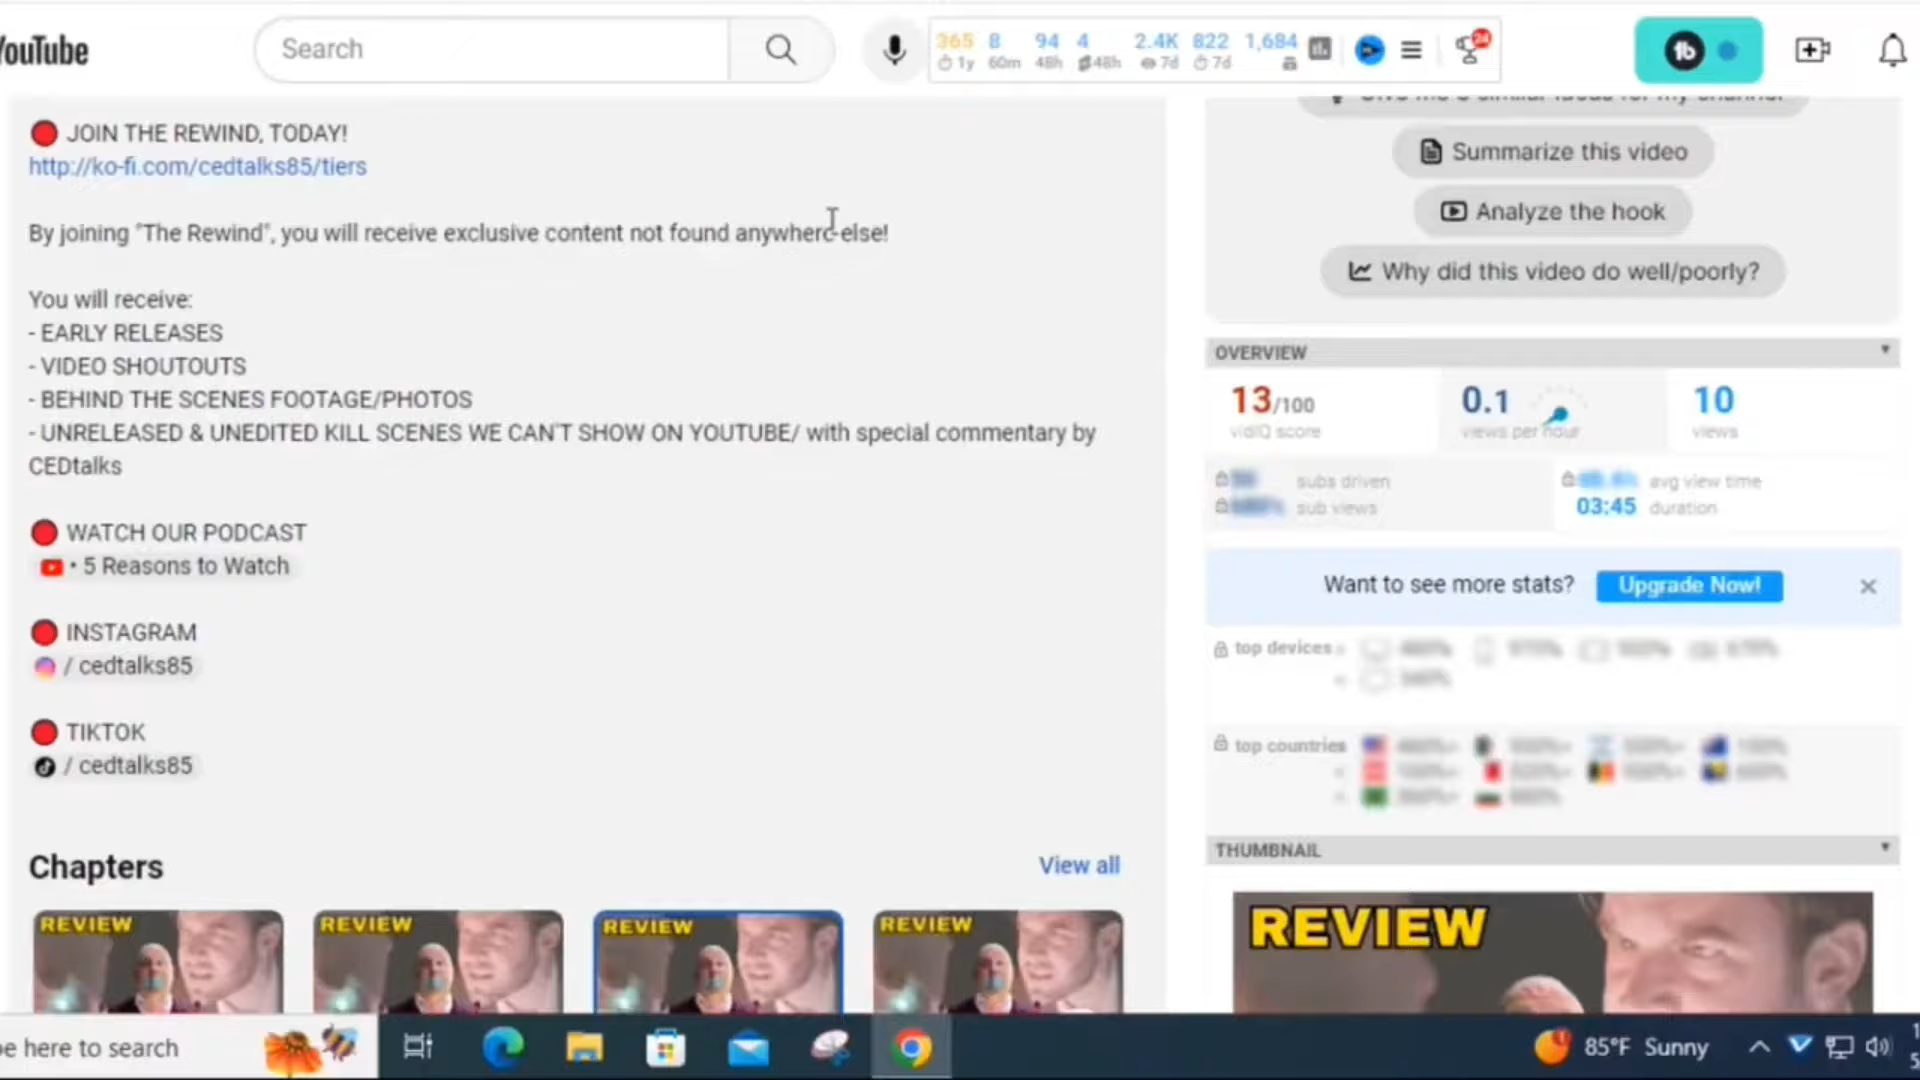 YouTube
Search
365 8 94 4 2.4K 822 1,684 24
1y 60m 48h 48h 7d 7d
JOIN THE REWIND, TODAY!
http://ko-fi.com/cedtalks85/tiers
By joining "The Rewind", you will receive exclusive content not found anywhere else!
You will receive:
- EARLY RELEASES
- VIDEO SHOUTOUTS
- BEHIND THE SCENES FOOTAGE/PHOTOS
- UNRELEASED & UNEDITED KILL SCENES WE CAN'T SHOW ON YOUTUBE/ with special commentary by
CEDtalks
WATCH OUR PODCAST
• 5 Reasons to Watch
INSTAGRAM
/ cedtalks85
TIKTOK
/ cedtalks85
Chapters
View all
REVIEW
REVIEW
REVIEW
REVIEW
Summarize this video
Analyze the hook
Why did this video do well/poorly?
OVERVIEW
13/100 0.1 10
vidIQ score views per hour views
subs driven avg view time
sub views 03:45 duration
Want to see more stats? Upgrade Now!
top devices
top countries
THUMBNAIL
REVIEW
here to search
85°F Sunny